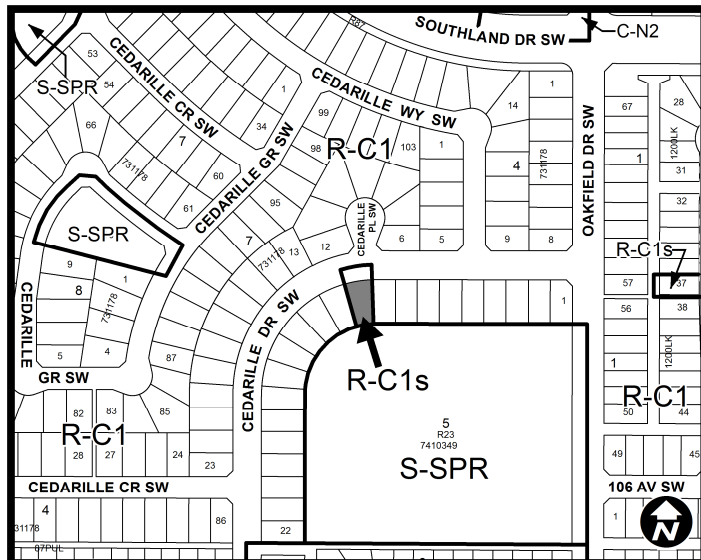 R87
SOUTHLAND DR SW
C-N2
S-SPR
53
54
CEDARILLE CR SW
1
CEDARILLE WY SW
14
1
67
28
66
7
34
99
98
R-C1
103
1
4
731178
OAKFIELD DR SW
1
1200LK
31
731178
60
61
CEDARILLE GR SW
95
32
S-SPR
7
731178
13
12
CEDARILLE
PL SW
6
5
9
8
R-C1s
9
8
1
731178
57
37
56
38
CEDARILLE
GR SW
5
4
87
CEDARILLE DR SW
1
R-C1s
1
1200LK
R-C1
82
83
85
50
44
R-C1
28
27
24
23
5
R23
7410349
S-SPR
49
45
CEDARILLE CR SW
106 AV SW
4
31178
86
22
1
N
87PUL